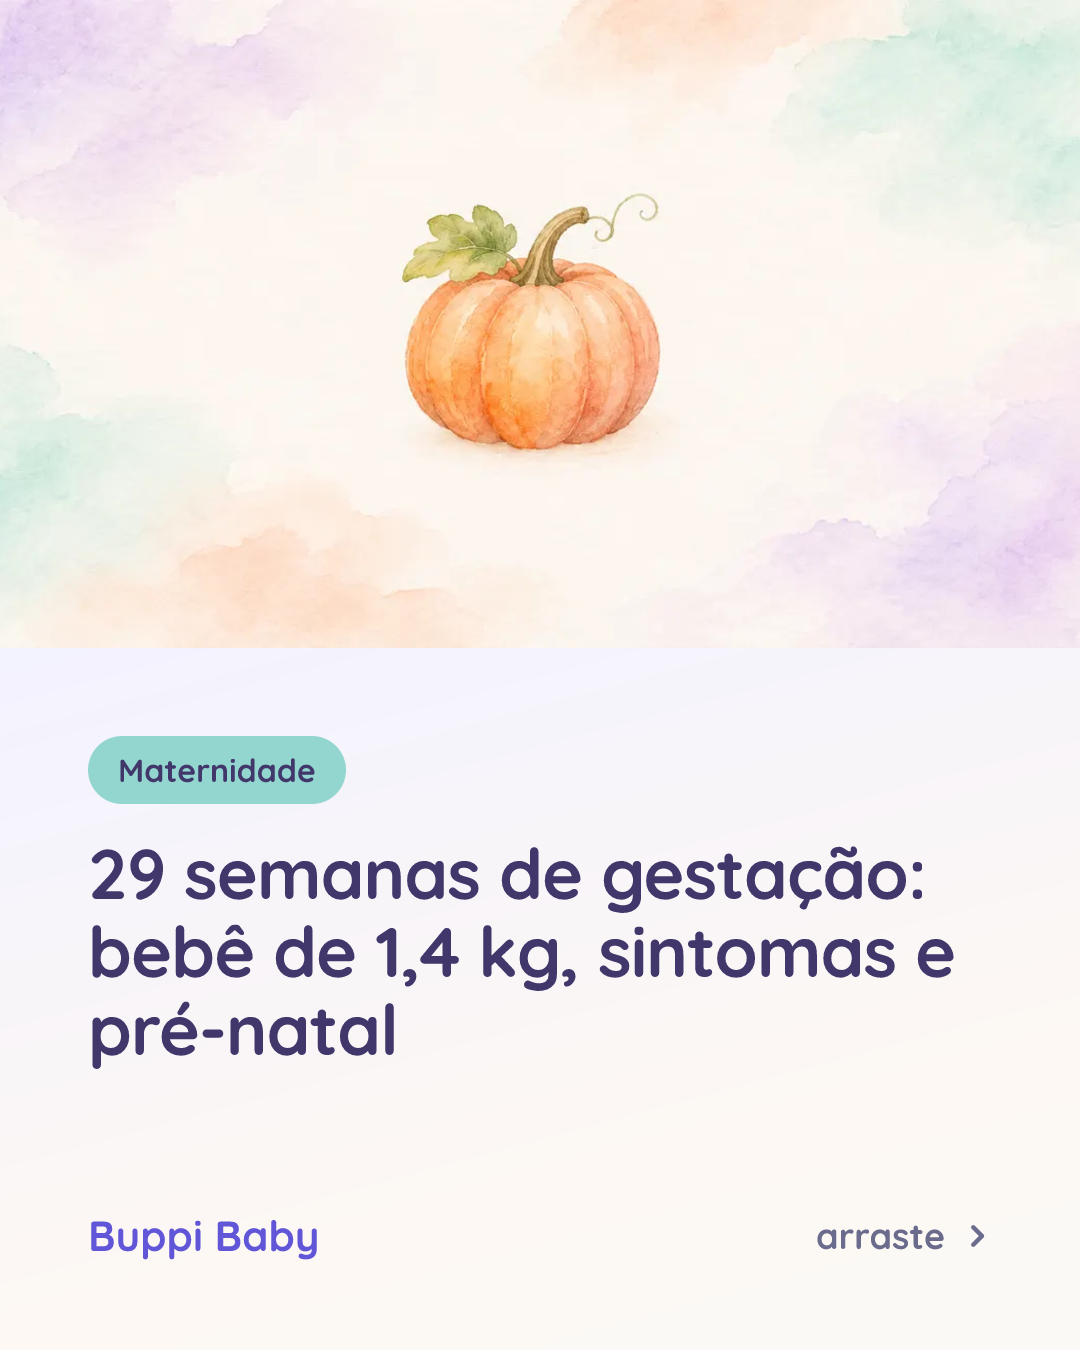 Maternidade
29 semanas de gestação:
bebê de 1,4 kg, sintomas e
pré-natal
Buppi Baby
arraste >